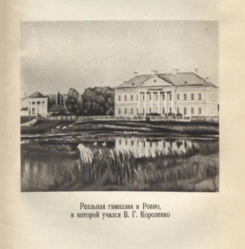 Реальная гимназия в Ровно,
в которой учился В. Г. Короленко